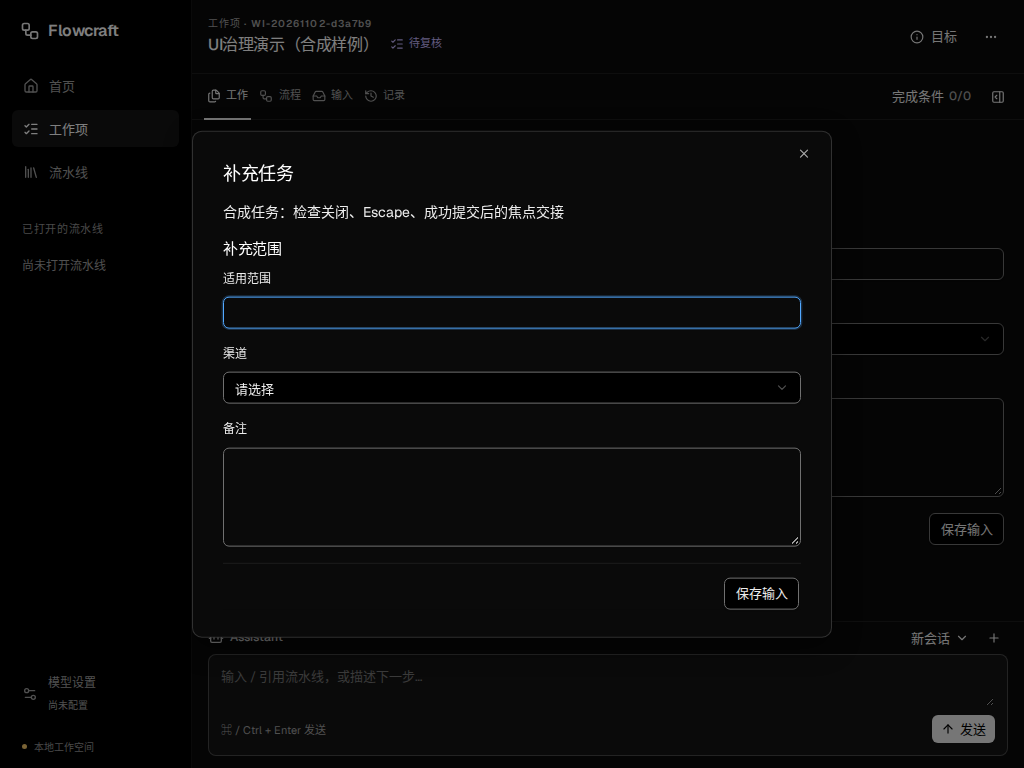 Flowcraft
首页
工作项
流水线
已打开的流水线
尚未打开流水线
模型设置
尚未配置
本地工作空间
工作项 · WI-20261102-d3a7b9
UI治理演示（合成样例）
待复核
目标
工作
流程
输入
记录
完成条件 0/0
补充任务
合成任务：检查关闭、Escape、成功提交后的焦点交接
补充范围
适用范围
渠道
请选择
备注
保存输入
保存输入
Assistant
新会话
输入 / 引用流水线，或描述下一步…
⌘ / Ctrl + Enter 发送
发送